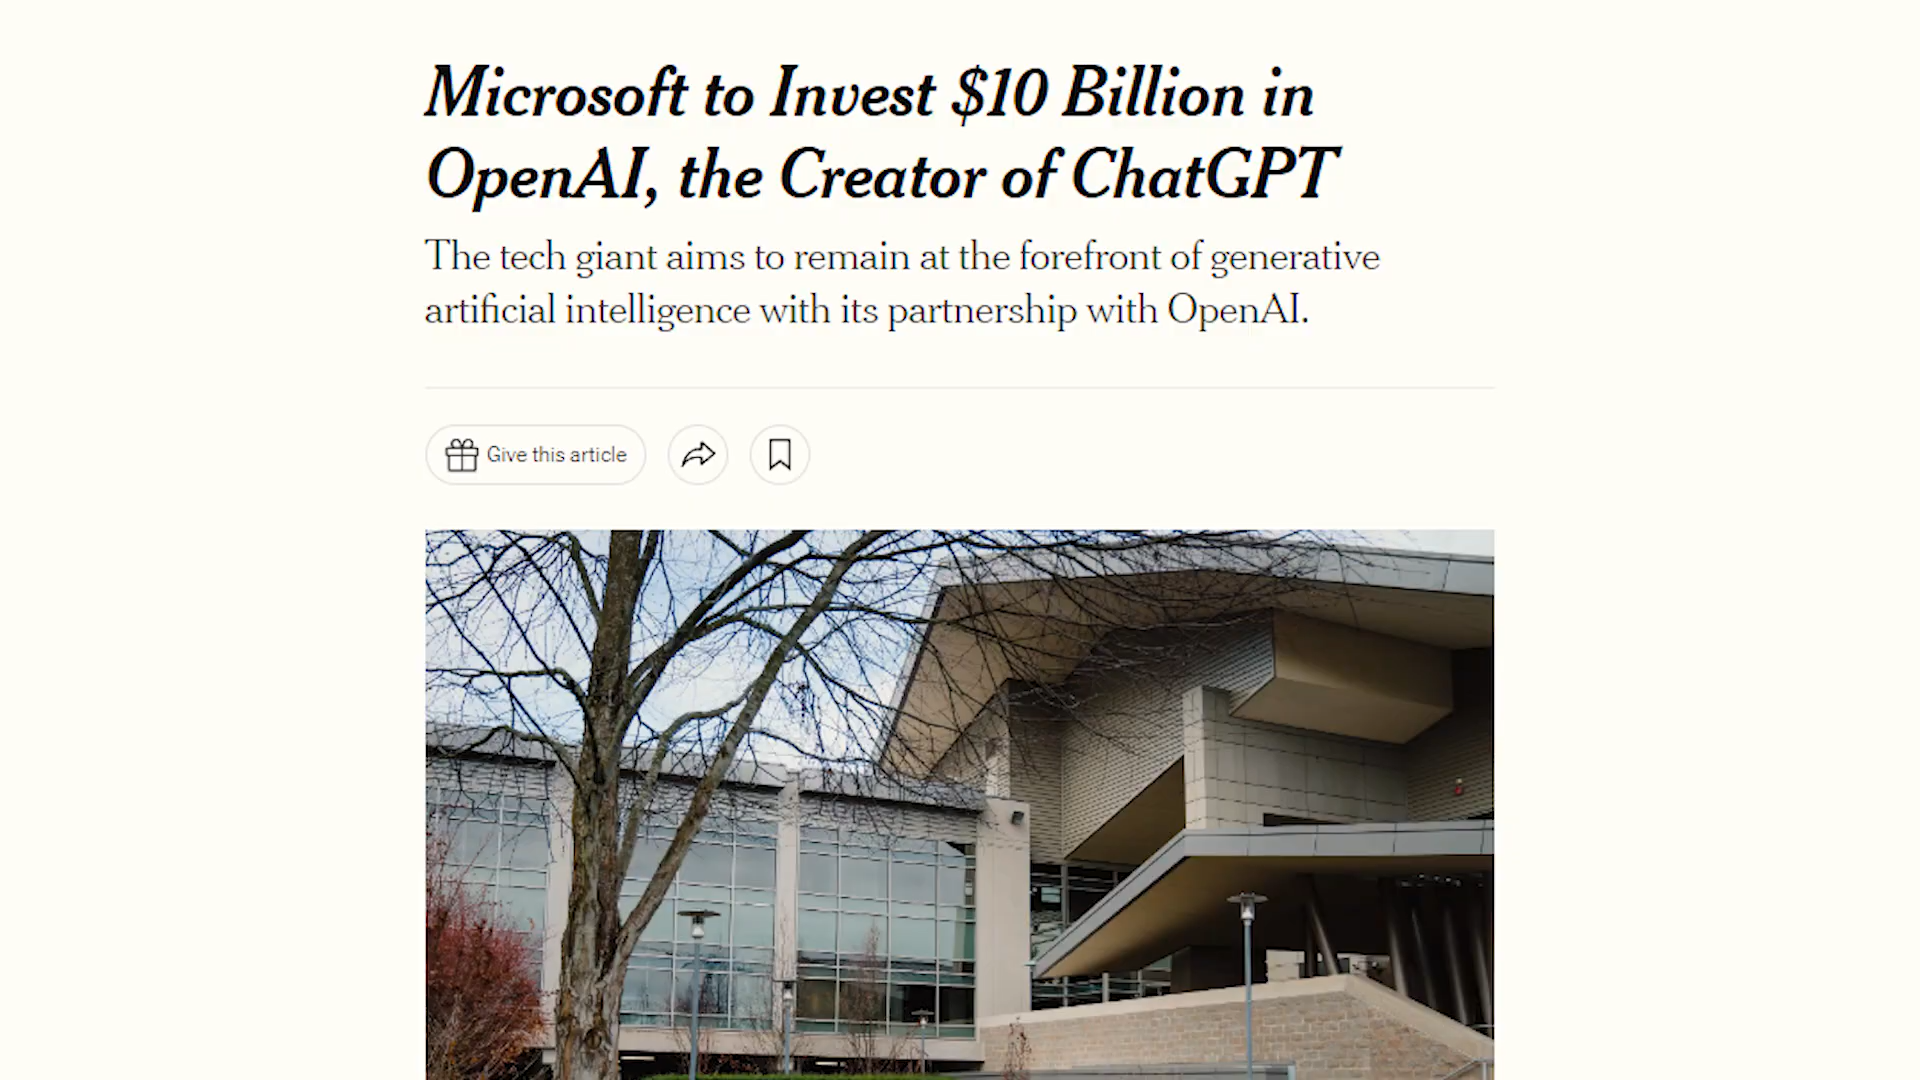 Microsoft to Invest $10 Billion in
OpenAI, the Creator of ChatGPT
The tech giant aims to remain at the forefront of generative
artificial intelligence with its partnership with OpenAI.
Give this article